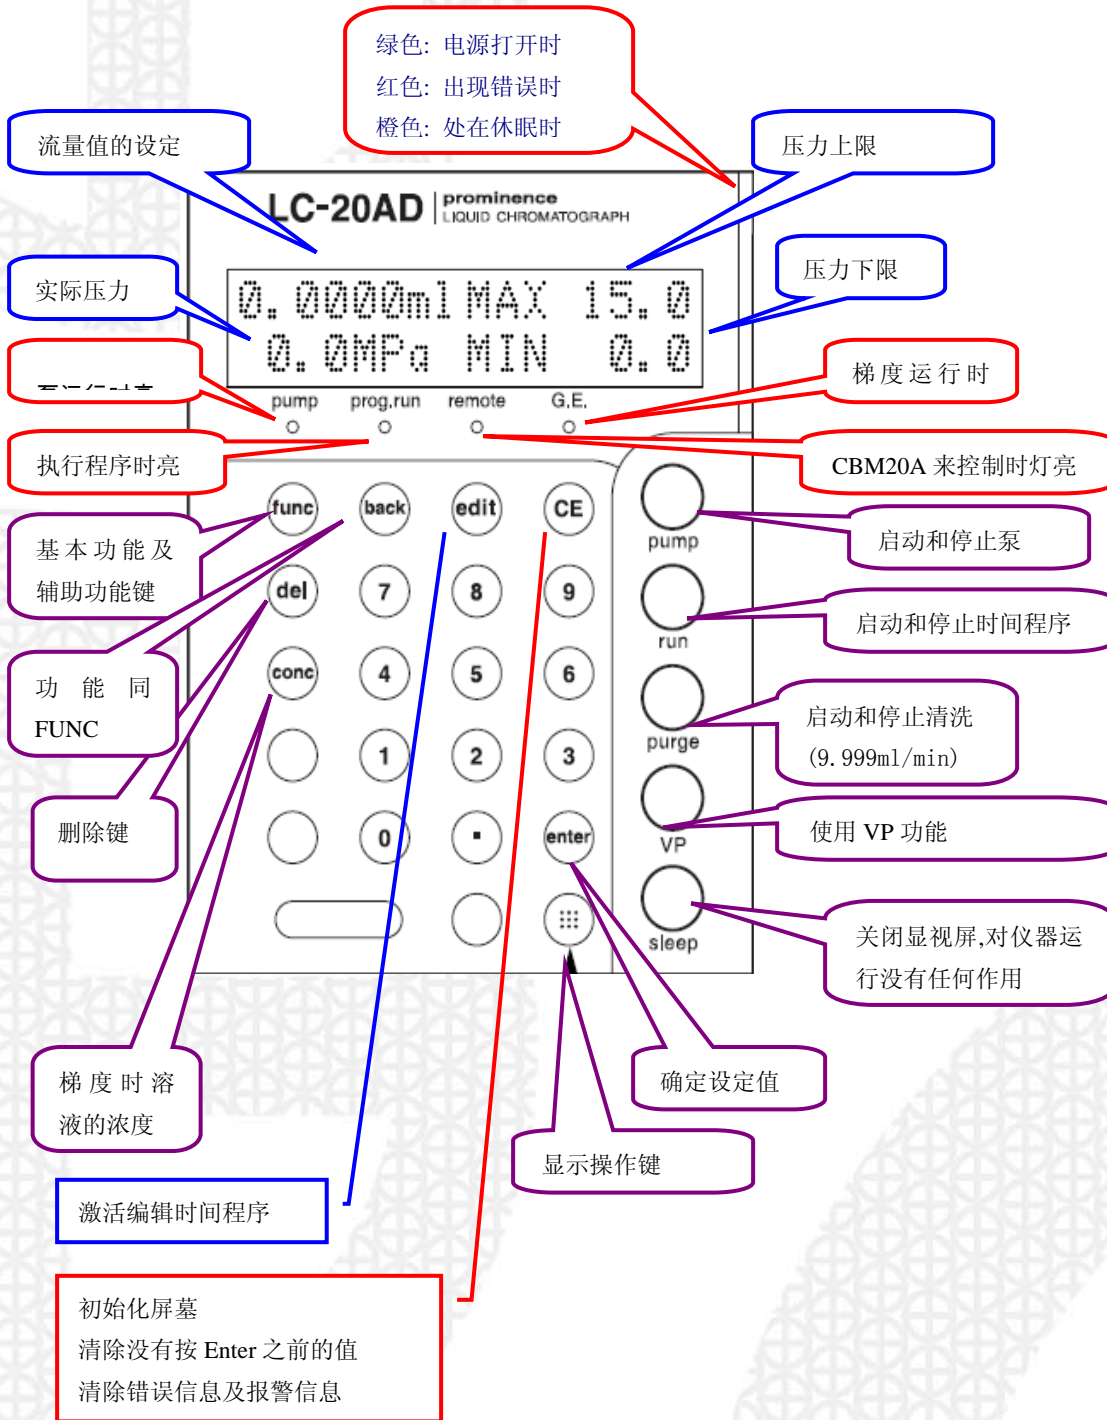 绿色: 电源打开时
红色: 出现错误时
橙色: 处在休眠时
流量值的设定
压力上限
LC-20AD
prominence
LIQUID CHROMATOGRAPH
实际压力
压力下限
0.0000ml MAX 15.0
0.0MPa MIN 0.0
梯度运行时
pump prog.run remote G.E.
执行程序时亮
CBM20A 来控制时灯亮
func back edit CE
pump
启动和停止泵
基本功能及
辅助功能键
del 7 8 9
run
启动和停止时间程序
conc 4 5 6
功能同
FUNC
purge
启动和停止清洗
(9.999ml/min)
1 2 3
删除键
0 . enter
VP
使用 VP 功能
sleep
关闭显视屏,对仪器运
行没有任何作用
梯度时溶
液的浓度
确定设定值
显示操作键
激活编辑时间程序
初始化屏墓
清除没有按 Enter 之前的值
清除错误信息及报警信息